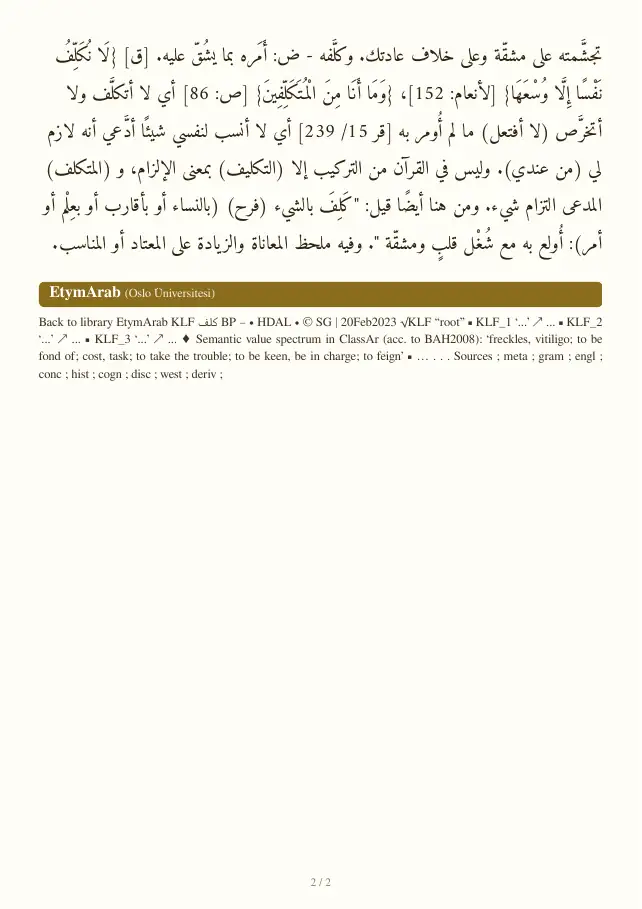 تجشَّمته على مشقّة وعلى خلاف عادتك. وكلَّفه - ض: أَمَره بما يشُقّ عليه. [ق] {لَا نُكَلِّفُ
نَفْسًا إِلَّا وُسْعَهَا} [لأنعام: 152]، {وَمَا أَنَا مِنَ الْمُتَكَلِّفِينَ} [ص: 86] أي لا أتكلَّف ولا
أتخرَّص (لا أفتعل) ما لم أُومر به [قر 15/ 239] أي لا أنسب لنفسي شيئًا أدَّعي أنه لازم
لي (من عندي). وليس في القرآن من التركيب إلا (التكليف) بمعنى الإلزام، و (المتكلف)
المدعى التزام شيء. ومن هنا أيضًا قيل: "كَلِفَ بالشيء (فرح) (بالنساء أو بأقارب أو بعِلْم أو
أمر): أُولع به مع شُغْل قلبٍ ومشقّة ". وفيه ملحظ المعاناة والزيادة على المعتاد أو المناسب.
EtymArab (Oslo Üniversitesi)
Back to library EtymArab KLF كلف BP – • HDAL • © SG | 20Feb2023 √KLF “root” ▪ KLF_1 ‘...’ ↗ ... ▪ KLF_2
‘...’ ↗ ... ▪ KLF_3 ‘...’ ↗ ... ♦ Semantic value spectrum in ClassAr (acc. to BAH2008): ‘freckles, vitiligo; to be
fond of; cost, task; to take the trouble; to be keen, be in charge; to feign’ ▪ … . . . Sources ; meta ; gram ; engl ;
conc ; hist ; cogn ; disc ; west ; deriv ;
2 / 2